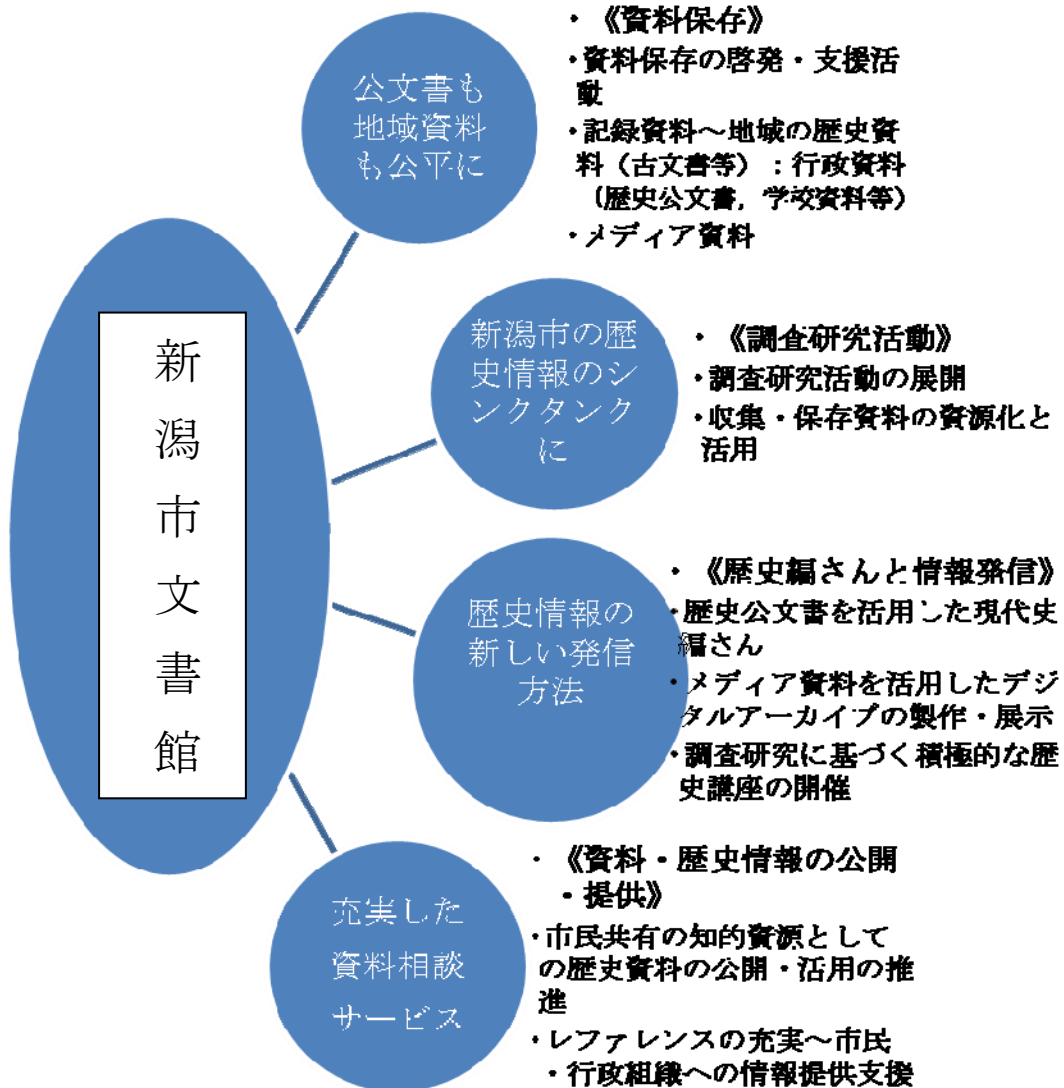 新潟市文書館
公文書も
地域資料
も公平に
・《資料保存》
・資料保存の啓発・支援活
動
・記録資料～地域の歴史資
料（古文書等）：行政資料
（歴史公文書，学校資料等）
・メディア資料
新潟市の歴
史情報のシ
ンクタンク
に
・《調査研究活動》
・調査研究活動の展開
・収集・保存資料の資源化と
活用
歴史情報の
新しい発信
方法
・《歴史編さんと情報発信》
・歴史公文書を活用した現代史
編さん
・メディア資料を活用したデジ
タルアーカイブの製作・展示
・調査研究に基づく積極的な歴
史講座の開催
充実した
資料相談
サービス
・《資料・歴史情報の公開
・提供》
・市民共有の知的資源として
の歴史資料の公開・活用の推
進
・レファレンスの充実～市民
・行政組織への情報提供支援